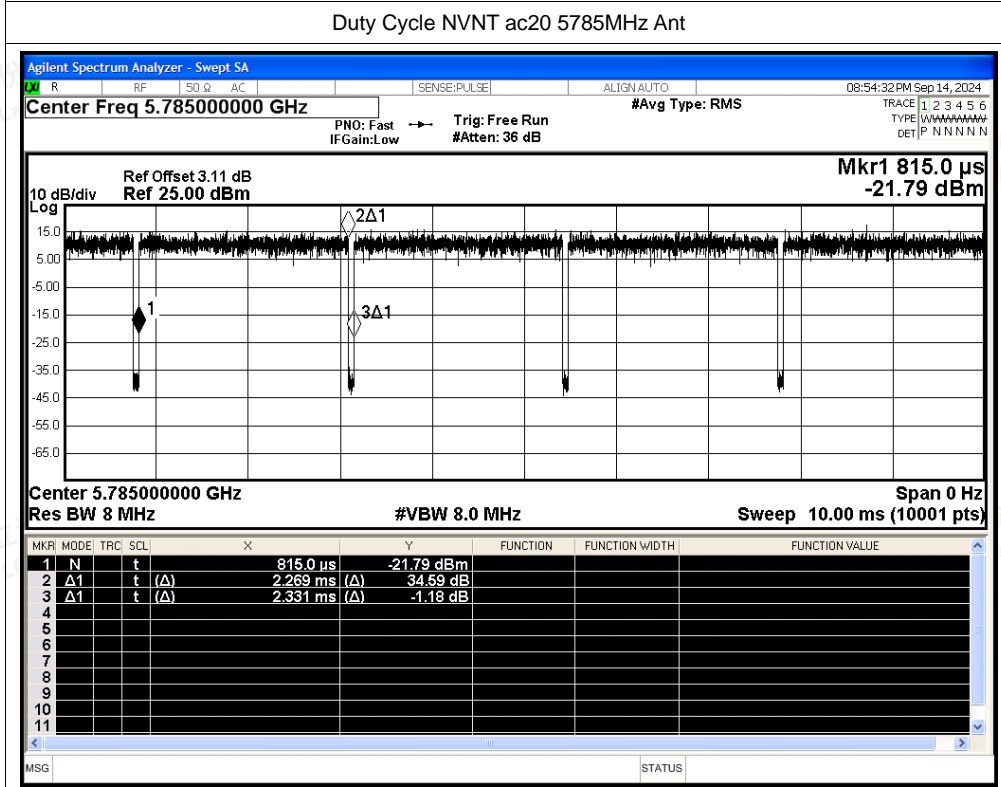 Duty Cycle NVNT ac20 5785MHz Ant
Agilent Spectrum Analyzer - Swept SA
LXI R RF 50 Ω AC SENSE:PULSE ALIGN AUTO 08:54:32 PM Sep 14, 2024
Center Freq 5.785000000 GHz #Avg Type: RMS TRACE 1 2 3 4 5 6
PNO: Fast Trig: Free Run TYPE WWWWWW
IFGain:Low #Atten: 36 dB DET P N N N N N
Mkr1 815.0 µs
-21.79 dBm
Ref Offset 3.11 dB
10 dB/div Ref 25.00 dBm
Log
2Δ1
15.0
5.00
-5.00
1
3Δ1
-15.0
-25.0
-35.0
-45.0
-55.0
-65.0
Center 5.785000000 GHz Span 0 Hz
Res BW 8 MHz #VBW 8.0 MHz Sweep 10.00 ms (10001 pts)
MKR MODE TRC SCL X Y FUNCTION FUNCTION WIDTH FUNCTION VALUE
1 N t 815.0 µs -21.79 dBm
2 Δ1 t (Δ) 2.269 ms (Δ) 34.59 dB
3 Δ1 t (Δ) 2.331 ms (Δ) -1.18 dB
4
5
6
7
8
9
10
11
MSG STATUS